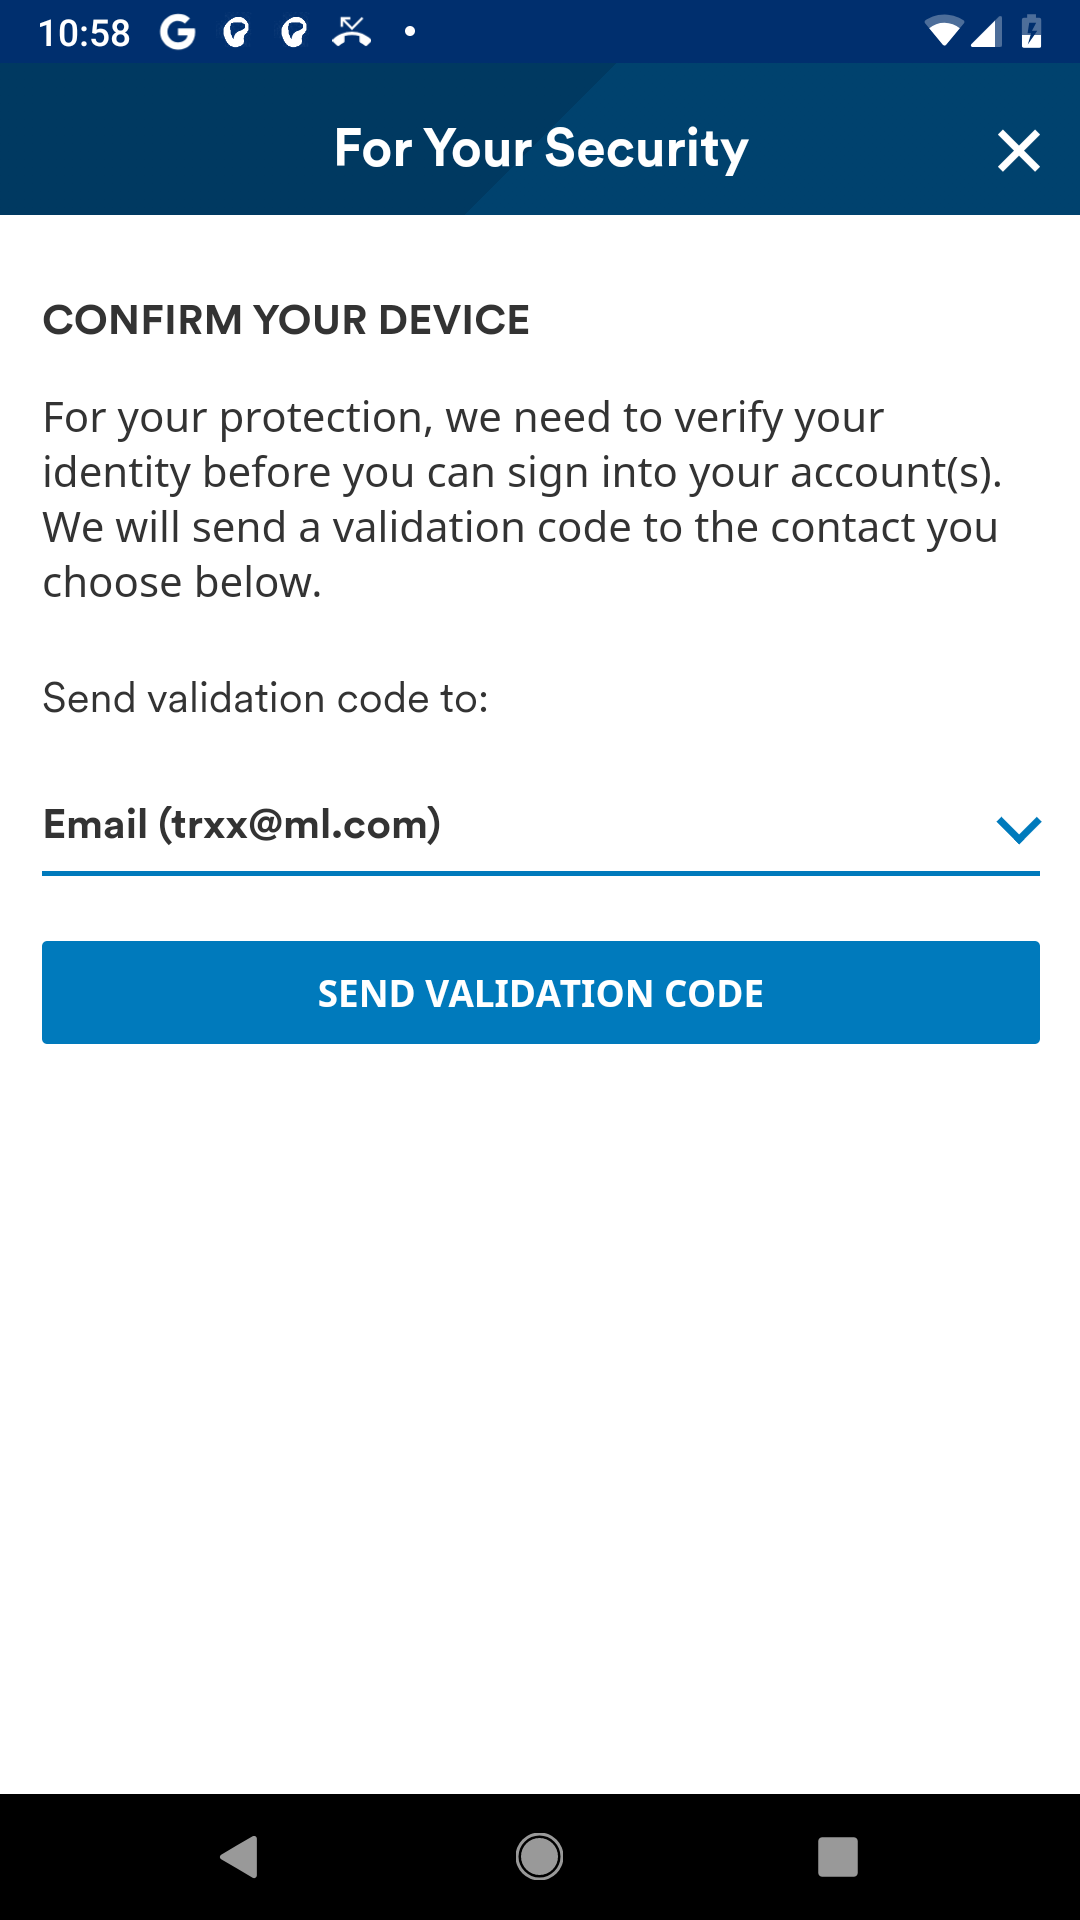 10:58
For Your Security
CONFIRM YOUR DEVICE
For your protection, we need to verify your
identity before you can sign into your account(s).
We will send a validation code to the contact you
choose below.
Send validation code to:
Email (trxx@ml.com)
SEND VALIDATION CODE